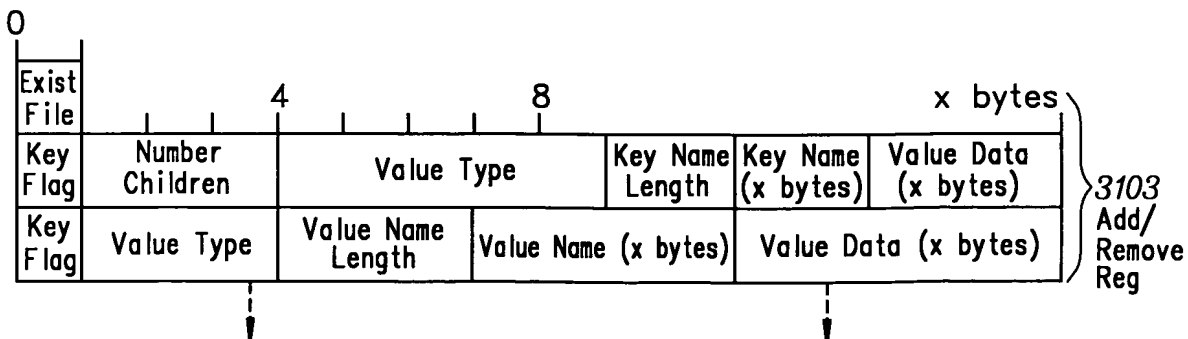 0
Exist
File
4
8
x bytes
Key
Flag
Number
Children
Value Type
Key Name
Length
Key Name
(x bytes)
Value Data
(x bytes)
Key
Flag
Value Type
Value Name
Length
Value Name (x bytes)
Value Data (x bytes)
3103
Add/
Remove
Reg